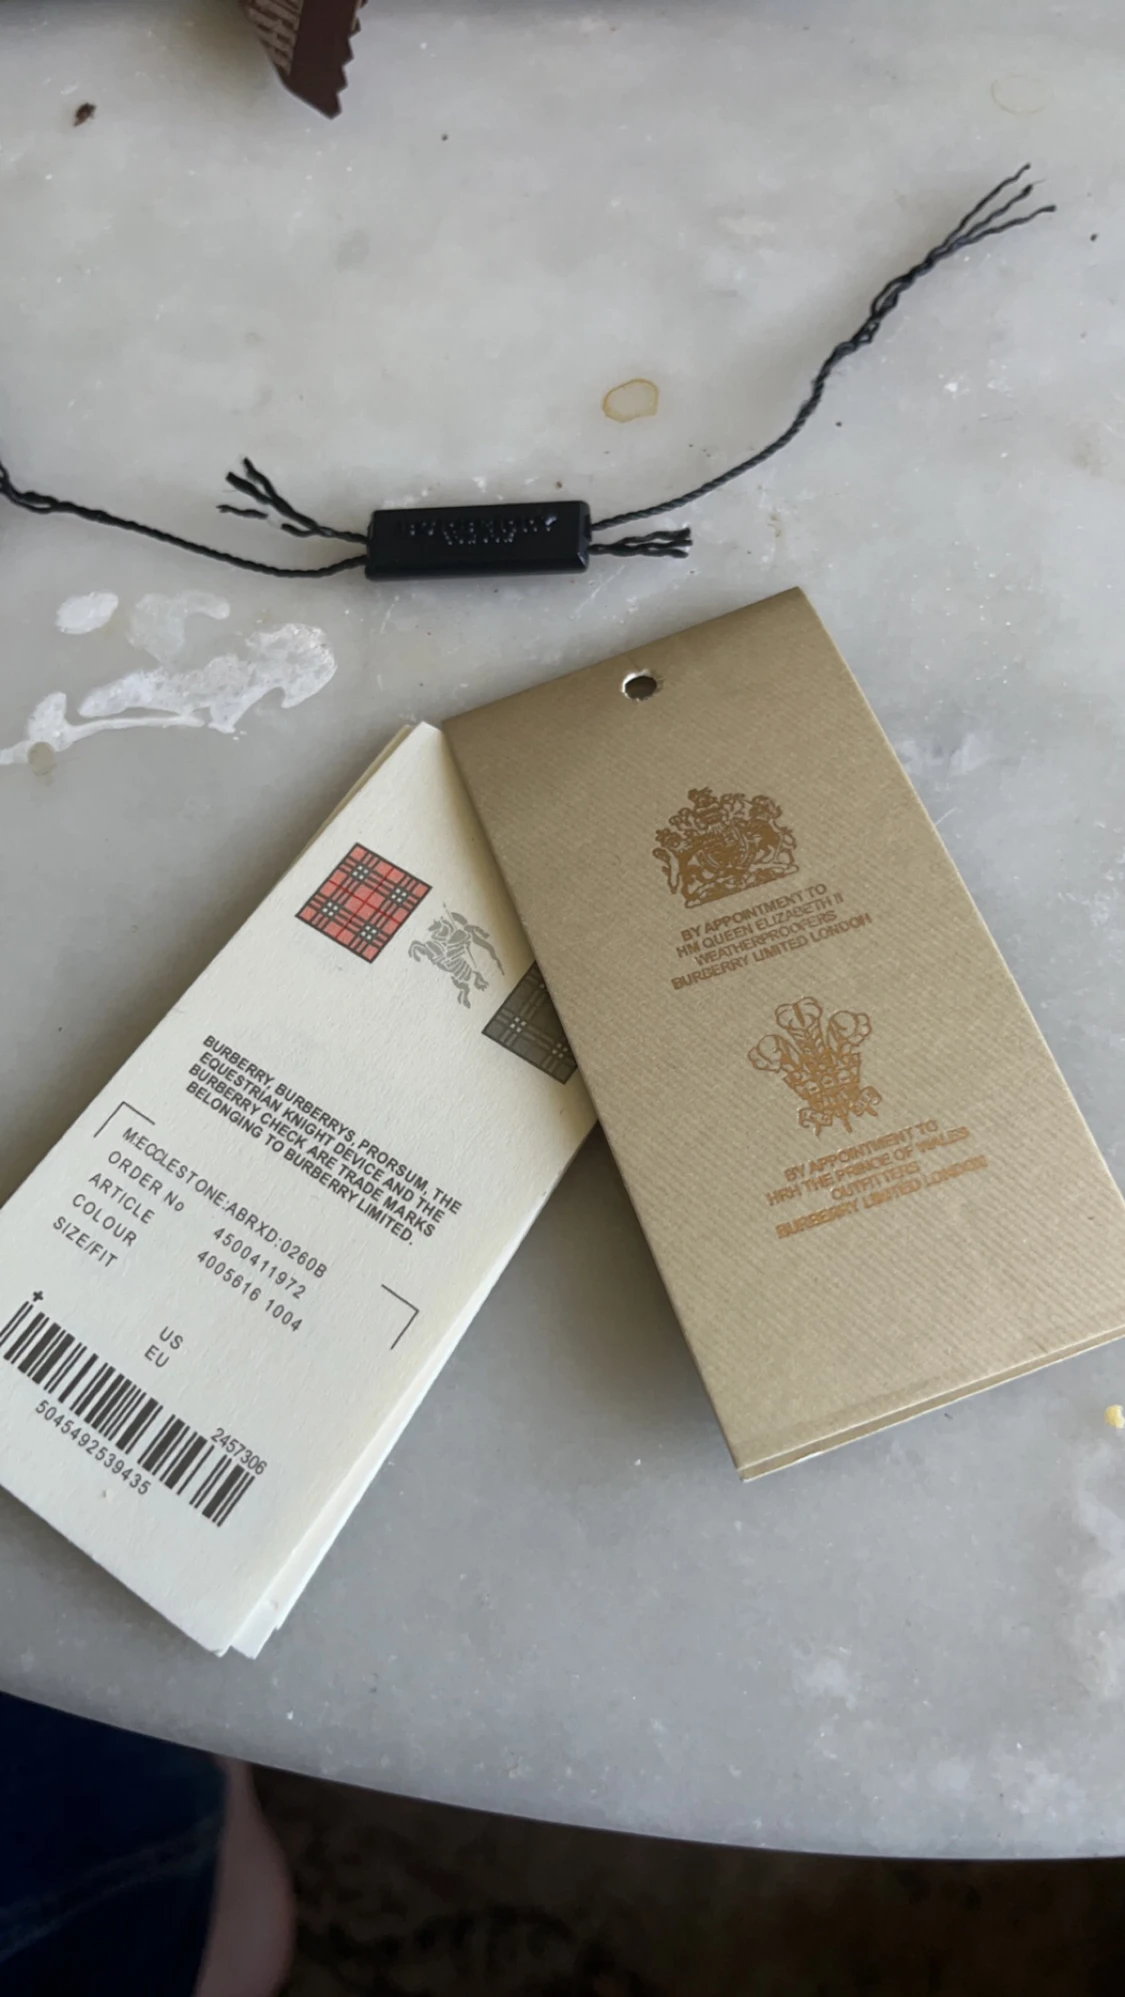 BURBERRY, BURBERRYS, PRORSUM, THE
EQUESTRIAN KNIGHT DEVICE AND THE
BURBERRY CHECK ARE TRADE MARKS
BELONGING TO BURBERRY LIMITED.
M:ECCLESTONE:ABRXD:0260B
ORDER No 4500411972
ARTICLE 4005616 1004
COLOUR
SIZE/FIT
US
EU
2457306
5045492539435
BY APPOINTMENT TO
HM QUEEN ELIZABETH II
WEATHERPROOFERS
BURBERRY LIMITED LONDON
BY APPOINTMENT TO
HRH THE PRINCE OF WALES
OUTFITTERS
BURBERRY LIMITED LONDON